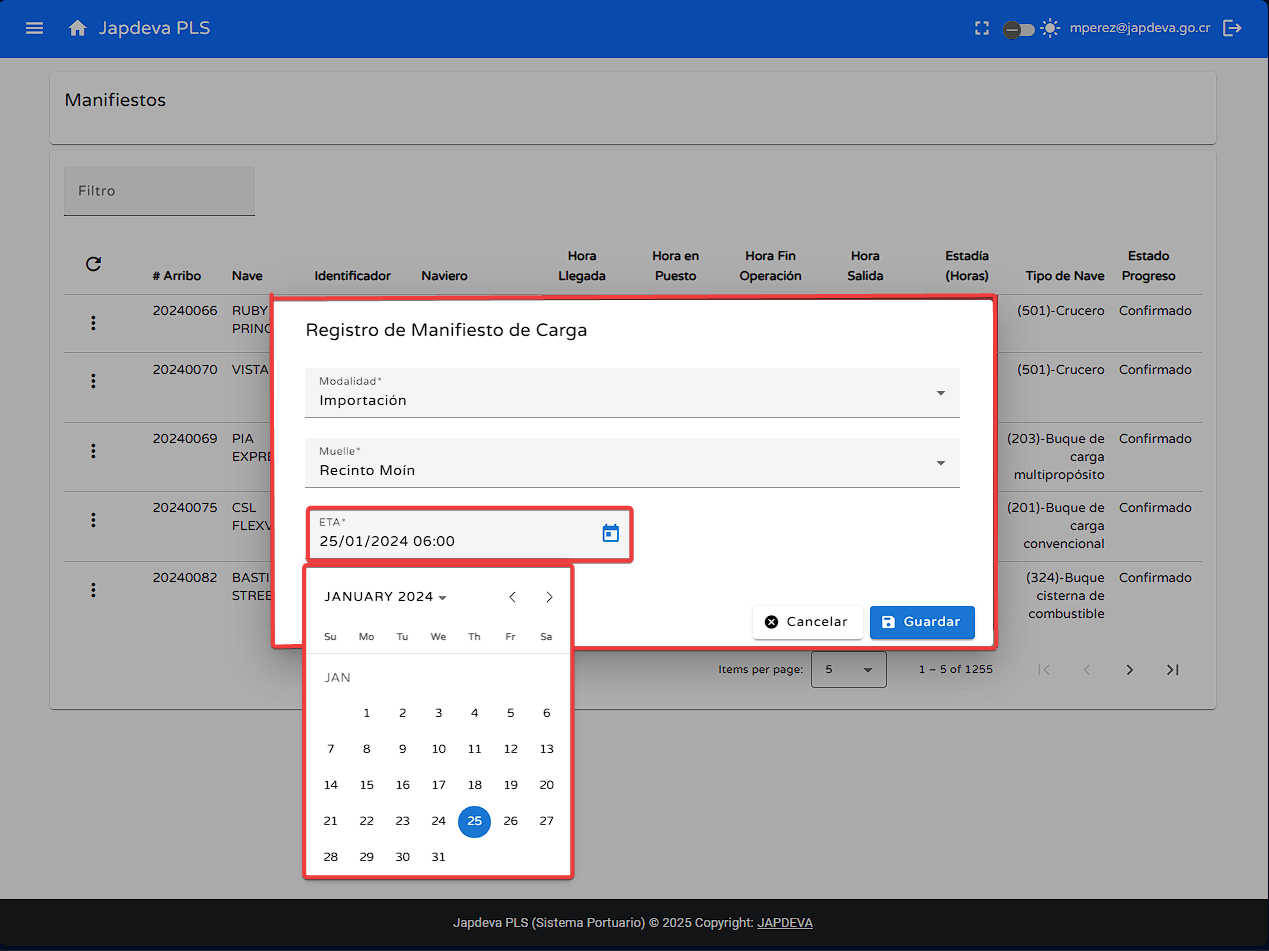 Japdeva PLS
mperez@japdeva.go.cr
Manifiestos
Filtro
# Arribo Nave Identificador Naviero Hora Llegada Hora en Puesto Hora Fin Operación Hora Salida Estadía (Horas) Tipo de Nave Estado Progreso
20240066 RUBY (501)-Crucero Confirmado
20240070 VISTA (501)-Crucero Confirmado
20240069 PIA (203)-Buque de carga multipropósito Confirmado
20240075 CSL (201)-Buque de carga convencional Confirmado
20240082 (324)-Buque cisterna de combustible Confirmado
Registro de Manifiesto de Carga
Modalidad*
Importación
Muelle*
Recinto Moín
ETA*
25/01/2024 06:00
JANUARY 2024
Su Mo Tu We Th Fr Sa
JAN
1 2 3 4 5 6
7 8 9 10 11 12 13
14 15 16 17 18 19 20
21 22 23 24 25 26 27
28 29 30 31
Cancelar Guardar
Items per page: 5 1 – 5 of 1255
Japdeva PLS (Sistema Portuario) © 2025 Copyright: JAPDEVA